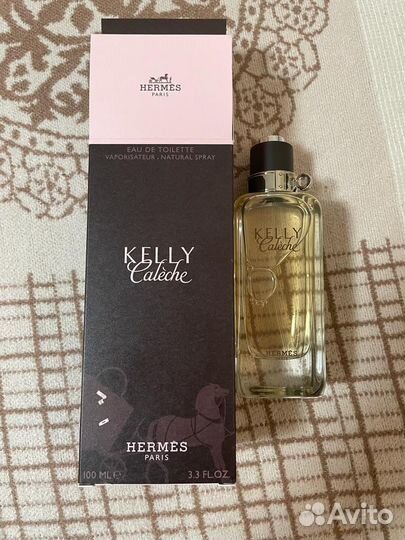 HERMÈS
PARIS
EAU DE TOILETTE
VAPORISATEUR - NATURAL SPRAY
KELLY
Calèche
HERMÈS
PARIS
100 ML ℮
3.3 FL.OZ.
KELLY
Calèche
HERMÈS
Avito